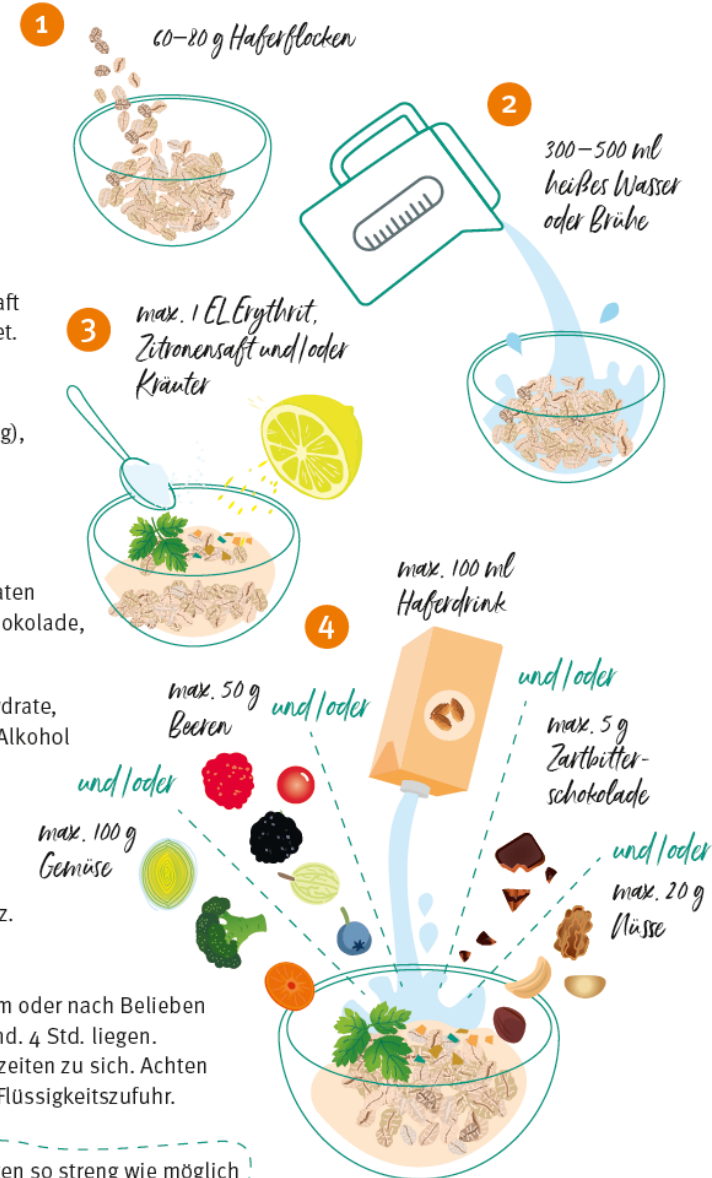 1
60–80 g Haferflocken
2
300–500 ml
heißes Wasser
oder Brühe
aft
et.
3
max. 1 EL Erythrit,
Zitronensaft und/oder
Kräuter
g),
aten
okolade,
4
max. 100 ml
Haferdrink
drate,
Alkohol
max. 50 g
Beeren
und/oder
und/oder
max. 5 g
Zartbitter-
schokolade
und/oder
max. 100 g
Gemüse
und/oder
max. 20 g
Nüsse
z.
m oder nach Belieben
nd. 4 Std. liegen.
zeiten zu sich. Achten
Flüssigkeitszufuhr.
en so streng wie möglich